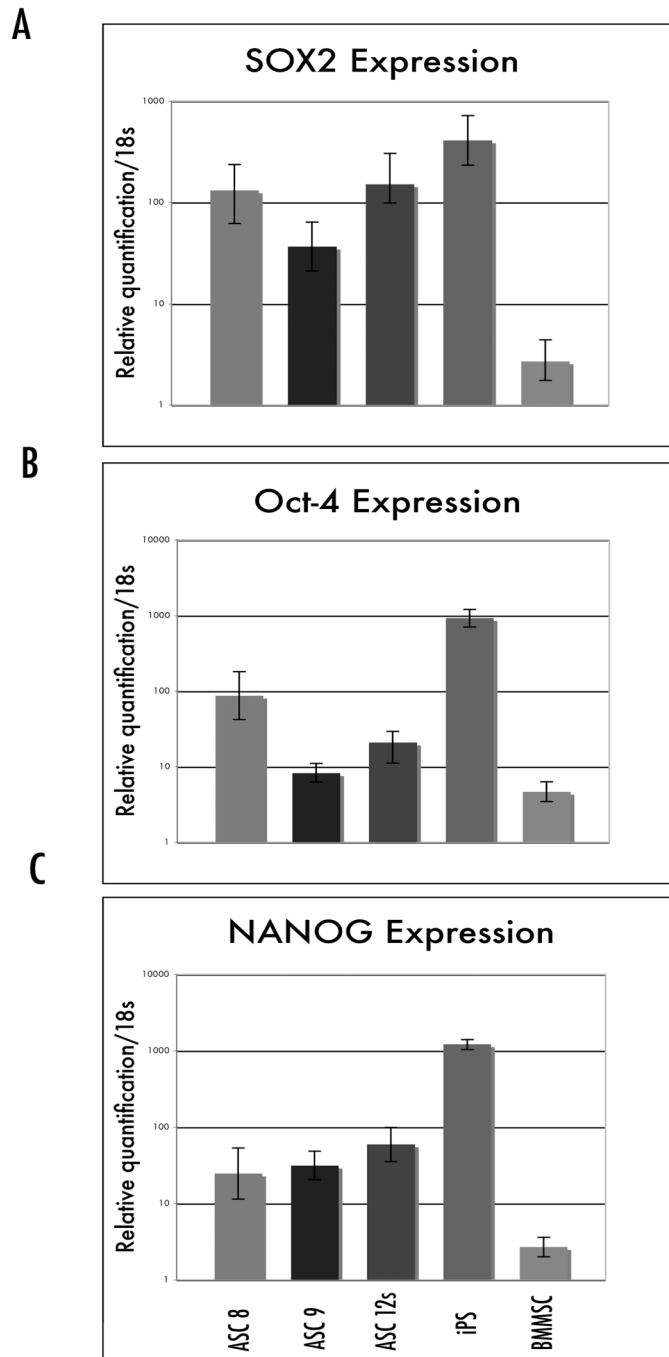 A
SOX2 Expression
Relative quantification/18s
1000
100
10
1
B
Oct-4 Expression
Relative quantification/18s
10000
1000
100
10
1
C
NANOG Expression
Relative quantification/18s
10000
1000
100
10
1
ASC 8
ASC 9
ASC 12s
iPS
BMMSC